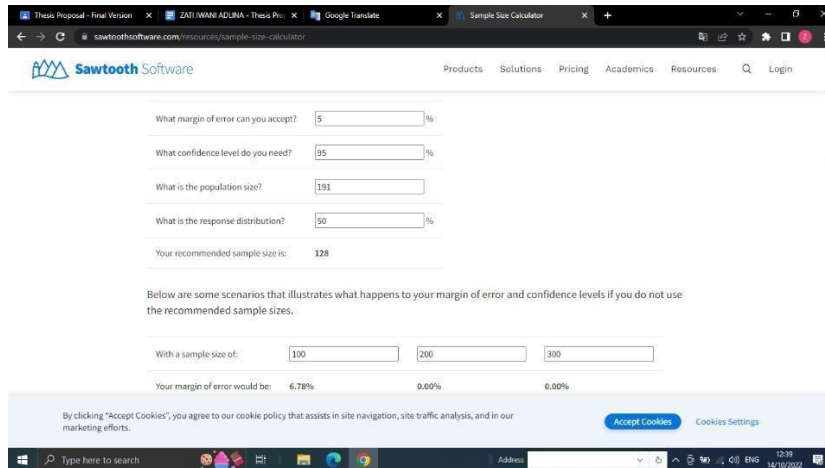 Thesis Proposal - Final Version
ZATI IWANI ADLINA - Thesis Pro
Google Translate
Sample Size Calculator
sawtoothsoftware.com/resources/sample-size-calculator
Sawtooth Software
Products Solutions Pricing Academics Resources Login
What margin of error can you accept? 5 %
What confidence level do you need? 95 %
What is the population size? 191
What is the response distribution? 50 %
Your recommended sample size is: 128
Below are some scenarios that illustrates what happens to your margin of error and confidence levels if you do not use
the recommended sample sizes.
With a sample size of: 100 200 300
Your margin of error would be: 6.78% 0.00% 0.00%
By clicking "Accept Cookies", you agree to our cookie policy that assists in site navigation, site traffic analysis, and in our
marketing efforts.
Accept Cookies
Cookies Settings
Type here to search
Address
ENG
12:39
14/10/2022